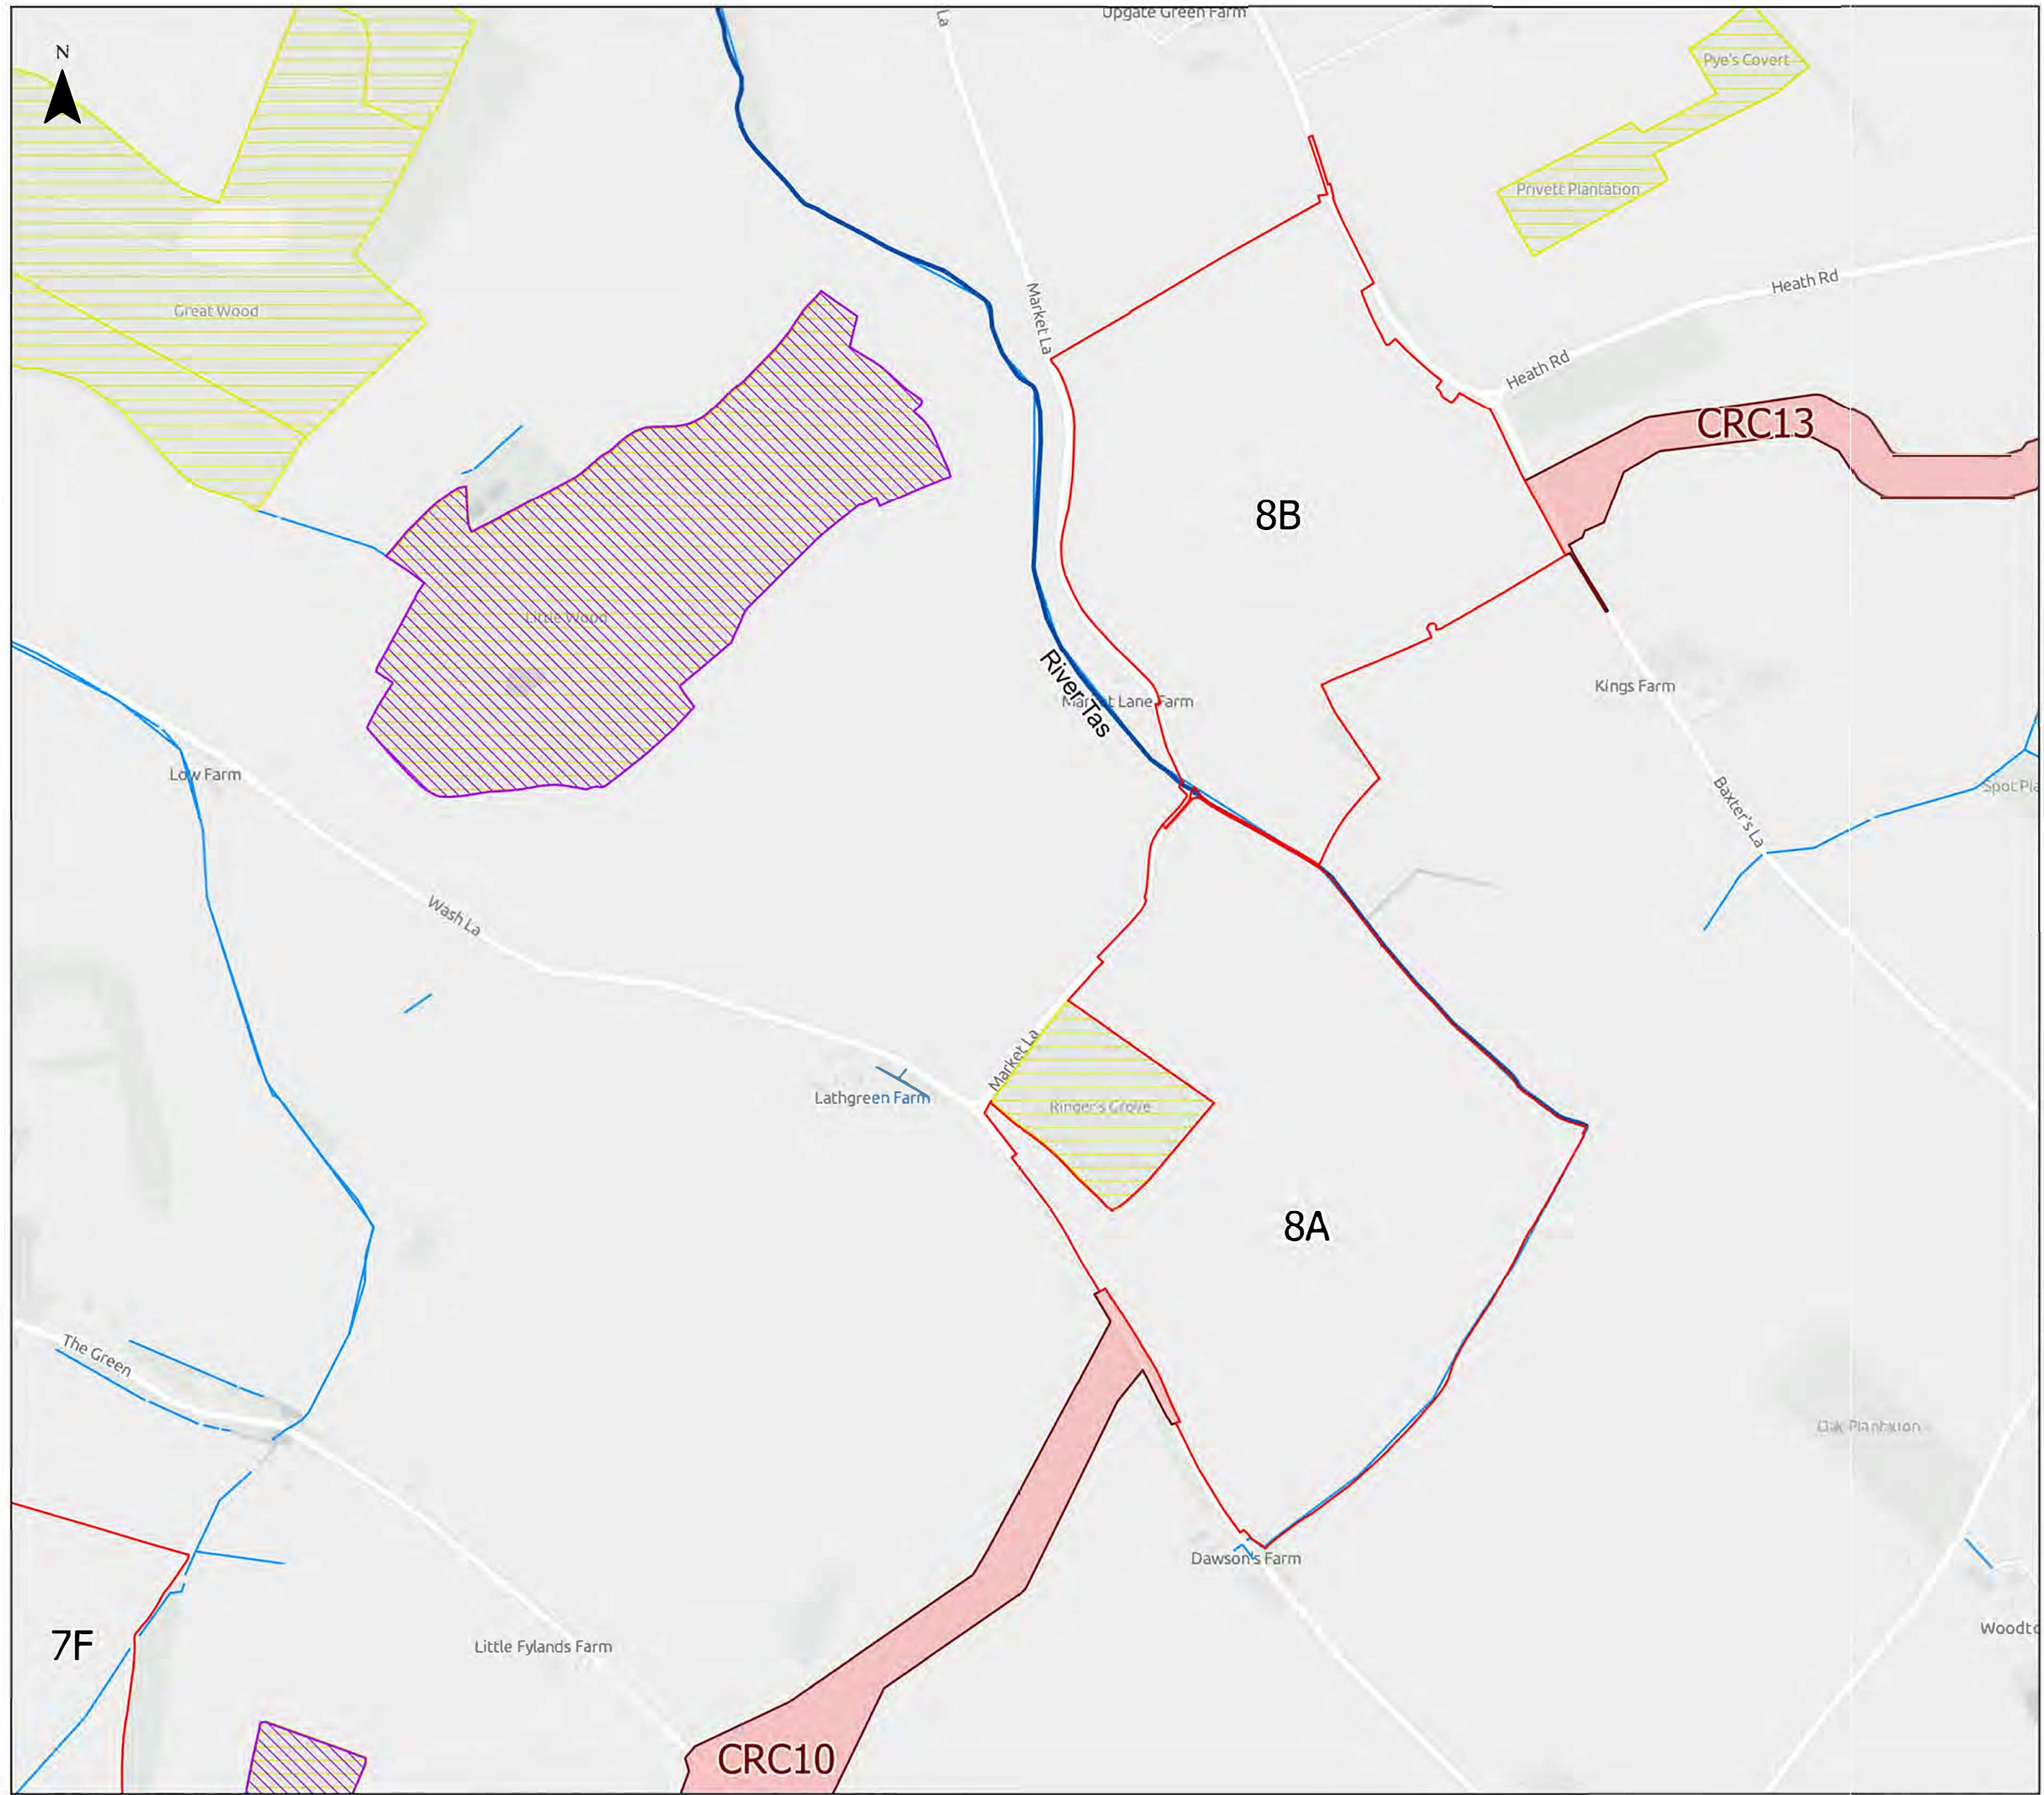 La
Upgate Green Farm
N
Pye's Covert
Privett Plantation
Heath Rd
Great Wood
Market La
Heath Rd
CRC13
8B
Little Wood
River Tas
Market Lane Farm
Kings Farm
Low Farm
Baxter's La
Spot Pla
Wash La
Market La
Lathgreen Farm
Ringer's Grove
8A
The Green
Oak Plantation
Dawson's Farm
Woodto
7F
Little Fylands Farm
CRC10